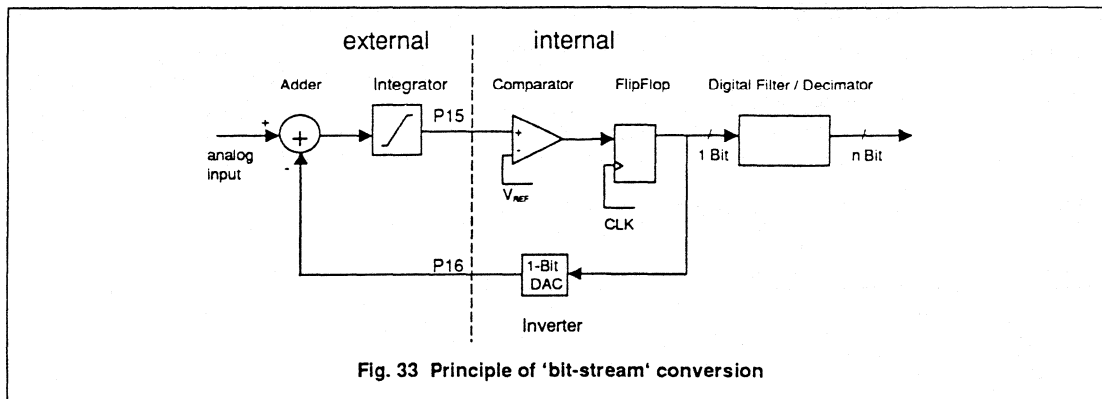 external internal
Adder Integrator Comparator FlipFlop Digital Filter / Decimator
P15
+ + + 1 Bit n Bit
analog
input
- -
VREF
CLK
P16 1-Bit
DAC
Inverter
Fig. 33 Principle of 'bit-stream' conversion